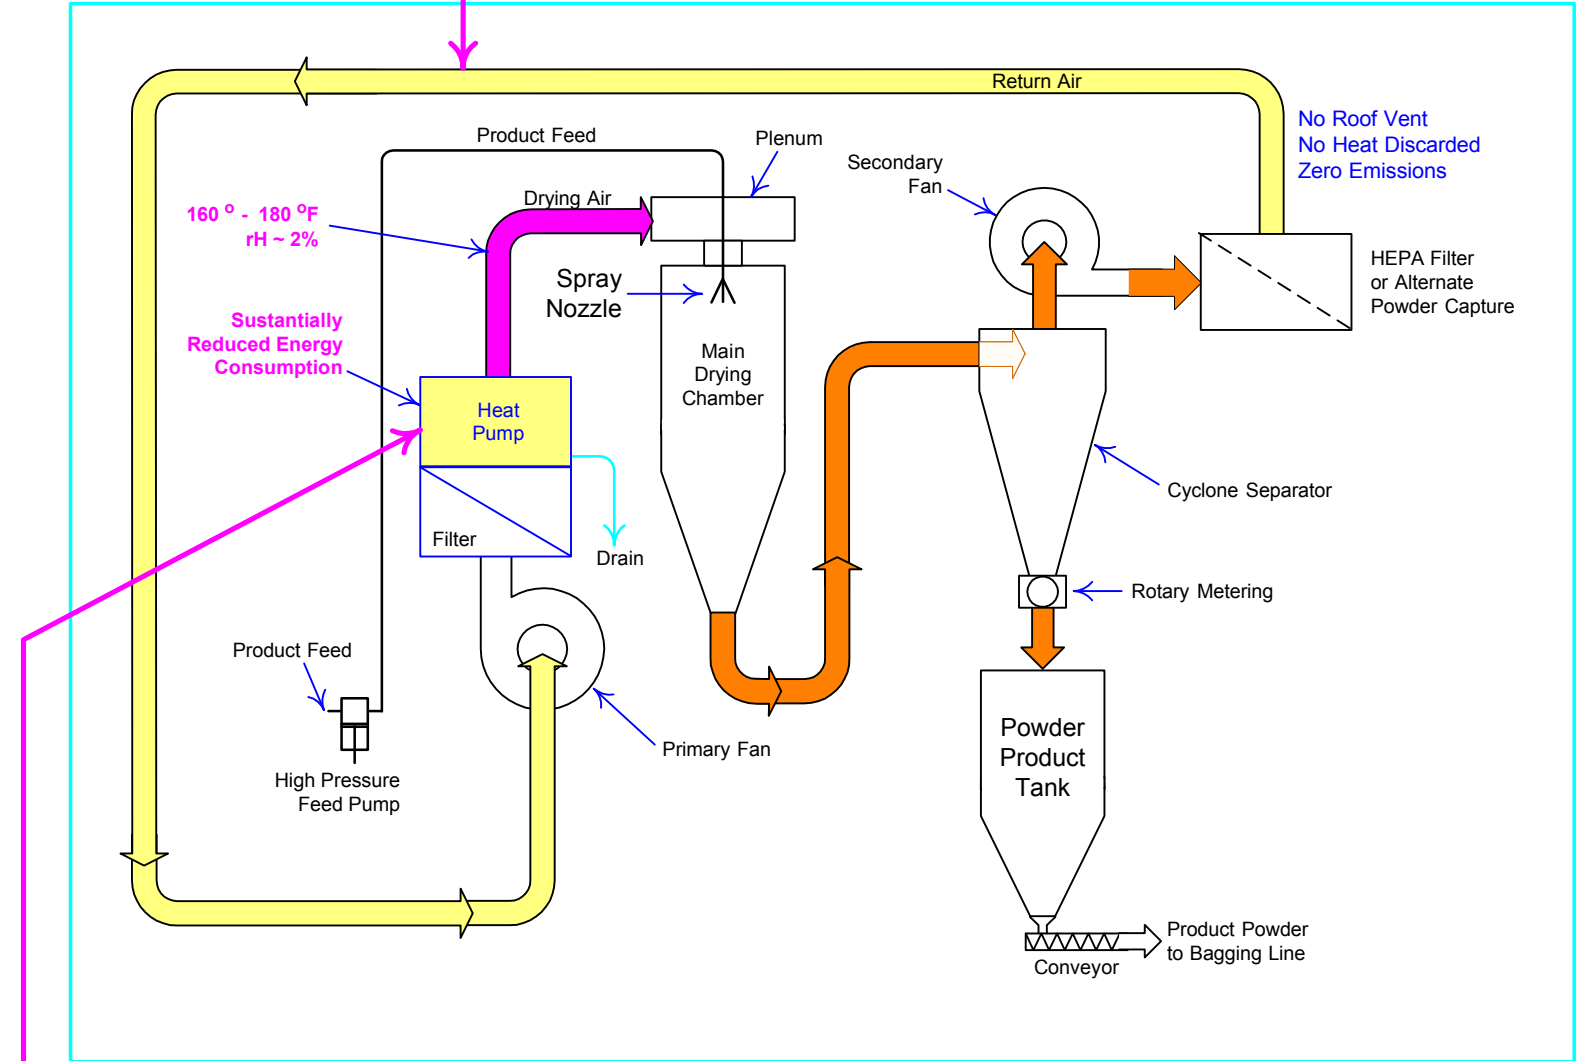 Return Air
No Roof Vent
No Heat Discarded
Zero Emissions
Product Feed
Plenum
Secondary
Fan
Drying Air
160 o - 180 oF
rH ~ 2%
HEPA Filter
or Alternate
Powder Capture
Spray
Nozzle
Sustantially
Reduced Energy
Consumption
Main
Drying
Chamber
Heat
Pump
Cyclone Separator
Filter
Drain
Rotary Metering
Product Feed
Primary Fan
High Pressure
Feed Pump
Powder
Product
Tank
Product Powder
to Bagging Line
Conveyor